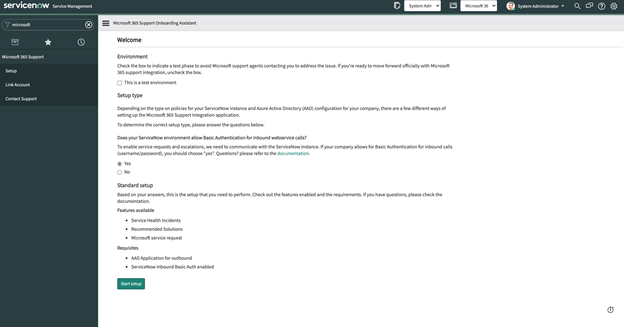 servicenow Service Management
System Adm
Microsoft 36
System Administrator
microsoft
Microsoft 365 Support Onboarding Assistant
Microsoft 365 Support
Setup
Link Account
Contact Support
Welcome
Environment
Check the box to indicate a test phase to avoid Microsoft support agents contacting you to address the issue. If you're ready to move forward officially with Microsoft
365 support integration, uncheck the box.
This is a test environment
Setup type
Depending on the type on policies for your ServiceNow instance and Azure Active Directory (AAD) configuration for your company, there are a few different ways of
setting up the Microsoft 365 Support Integration application.
To determine the correct setup type, please answer the questions below.
Does your ServiceNow environment allow Basic Authentication for inbound webservice calls?
To enable service requests and escalations, we need to communicate with the ServiceNow instance. If your company allows for Basic Authentication for inbound calls
(username/password), you should choose "yes". Questions? please refer to the documentation.
Yes
No
Standard setup
Based on your answers, this is the setup that you need to perform. Check out the features enabled and the requirements. If you have questions, please check the
documentation.
Features available
Service Health Incidents
Recommended Solutions
Microsoft service request
Requisites
AAD Application for outbound
ServiceNow Inbound Basic Auth enabled
Start setup